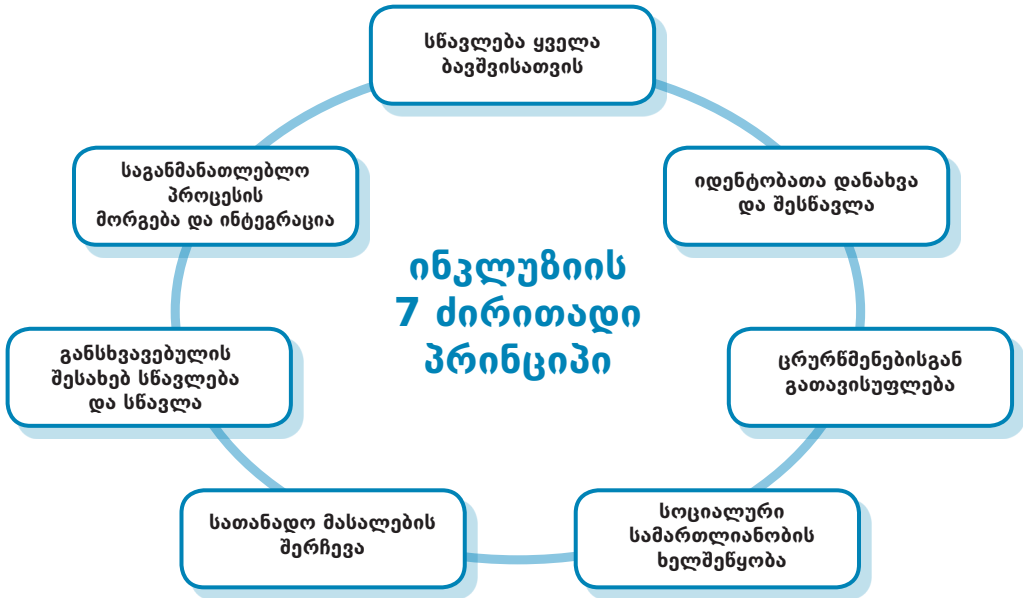 სწავლება ყველა
ბავშვისათვის
საგანმანათლებლო
პროცესის
მორგება და ინტეგრაცია
იდენტობათა დანახვა
და შესწავლა
ინკლუზიის
7 ძირითადი
პრინციპი
განსხვავებულის
შესახებ სწავლება
და სწავლა
ცრურწმენებისგან
გათავისუფლება
სათანადო მასალების
შერჩევა
სოციალური
სამართლიანობის
ხელშეწყობა